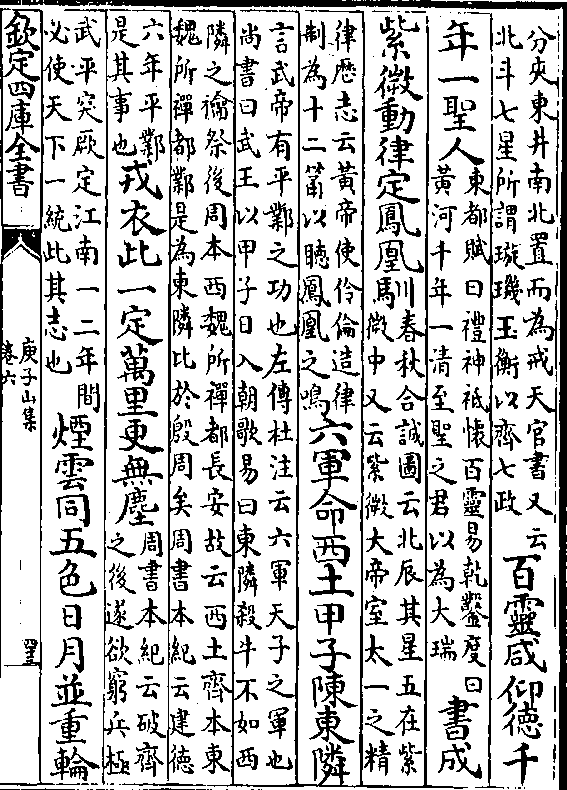 分夾東井南北置而為戒天官書又云
北斗七星所謂璇璣玉衡以齊七政
百靈咸仰德千
年一聖人
東都賦曰禮神祗懷百靈易乾鑿度曰
黃河千年一清至聖之君以為大瑞
書成
紫微動律定鳳凰馴
春秋合誠圖云北辰其星五在紫
微中又云紫微大帝室太一之精
律歷志云黃帝使伶倫造律
制為十二筩以聽鳳凰之鳴
六軍命西土甲子陳東隣
言武帝有平鄴之功也左傳杜注云六軍天子之軍也
尚書曰武王以甲子日入朝歌易曰東隣殺牛不如西
隣之禴祭後周本西魏所禪都長安故云西土齊本東
魏所禪都鄴是為東隣比於殷周矣周書本紀云建德
六年平鄴
是其事也
戎衣此一定萬里更無塵
周書本紀云破齊
之後遂欲窮兵極
武平突厥定江南一二年間
必使天下一統此其志也
煙雲同五色日月並重輪
欽定四庫全書
庾子山集
卷六